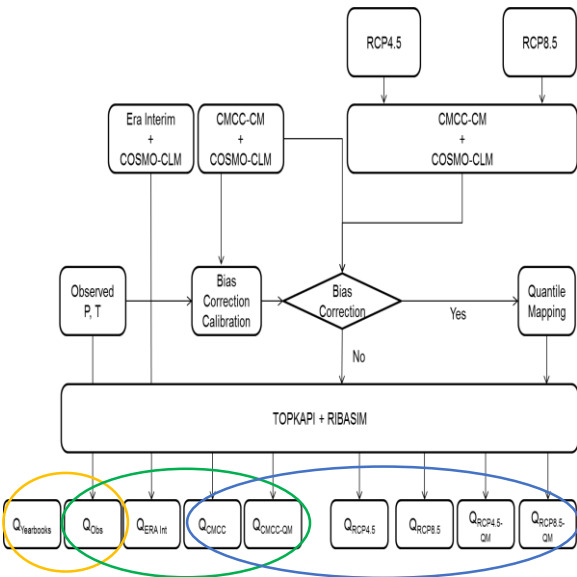 RCP4.5
RCP8.5
Era Interim
+
COSMO-CLM
CMCC-CM
+
COSMO-CLM
CMCC-CM
+
COSMO-CLM
Observed
P, T
Bias
Correction
Calibration
Bias
Correction
Yes
Quantile
Mapping
No
TOPKAPI + RIBASIM
QYearbooks
QObs
QERA Int
QCMCC
QCMCC-QM
QRCP4.5
QRCP8.5
QRCP4.5-
QM
QRCP8.5-
QM